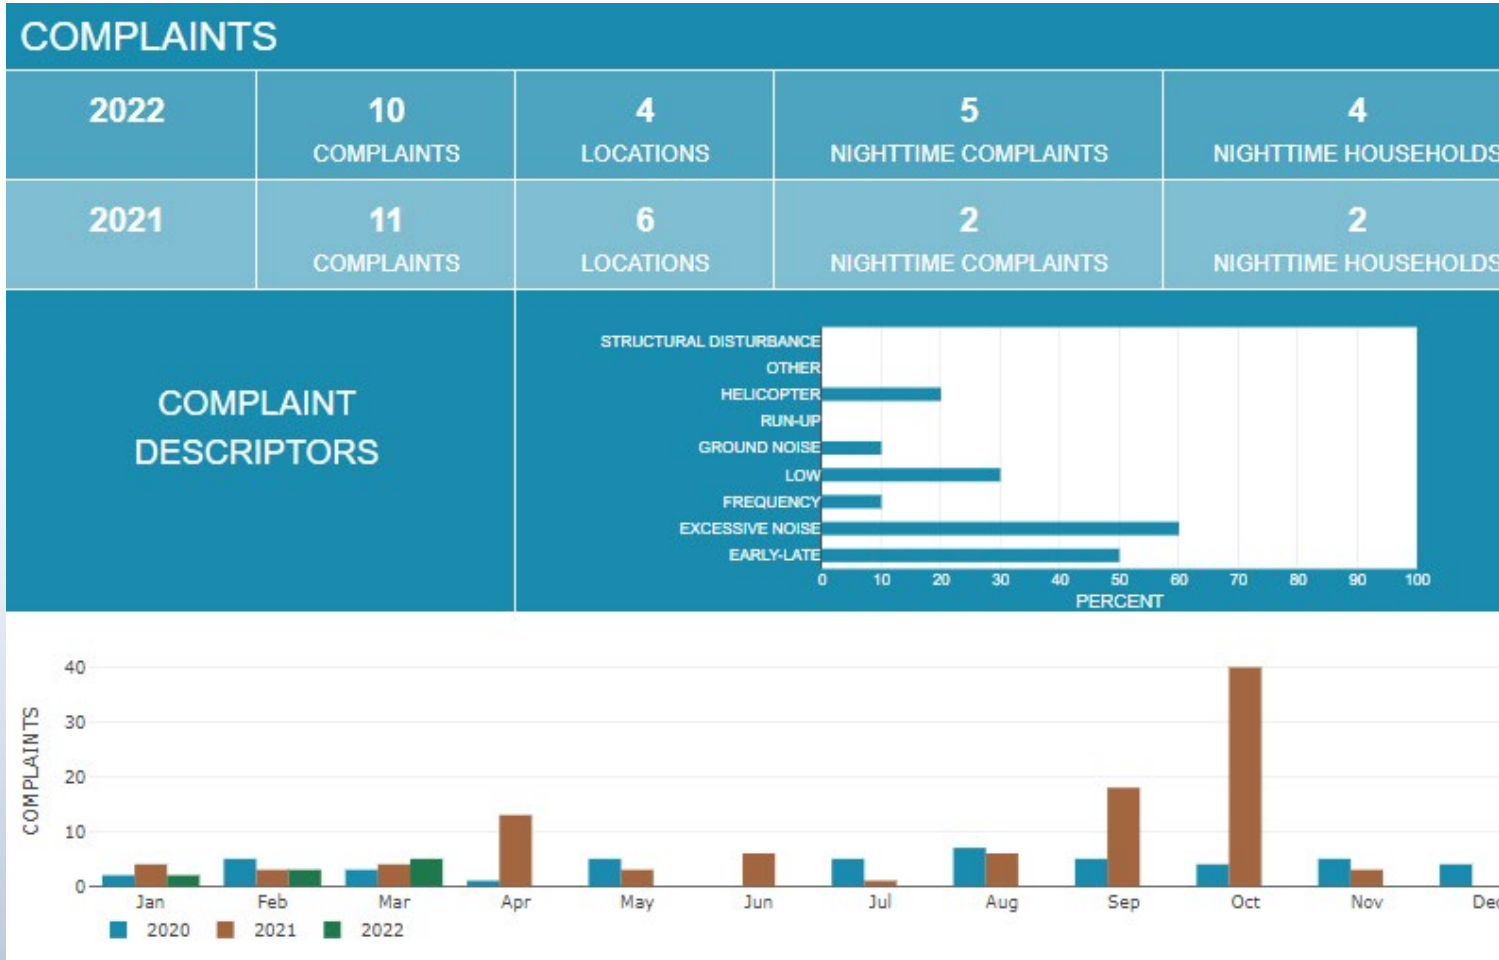 COMPLAINTS
2022 10 4 5 4
COMPLAINTS LOCATIONS NIGHTTIME COMPLAINTS NIGHTTIME HOUSEHOLDS
2021 11 6 2 2
COMPLAINTS LOCATIONS NIGHTTIME COMPLAINTS NIGHTTIME HOUSEHOLDS
COMPLAINT
DESCRIPTORS
STRUCTURAL DISTURBANCE
OTHER
HELICOPTER
RUN-UP
GROUND NOISE
LOW
FREQUENCY
EXCESSIVE NOISE
EARLY-LATE
0 10 20 30 40 50 60 70 80 90 100
PERCENT
COMPLAINTS
40
30
20
10
0
Jan Feb Mar Apr May Jun Jul Aug Sep Oct Nov Dec
2020 2021 2022